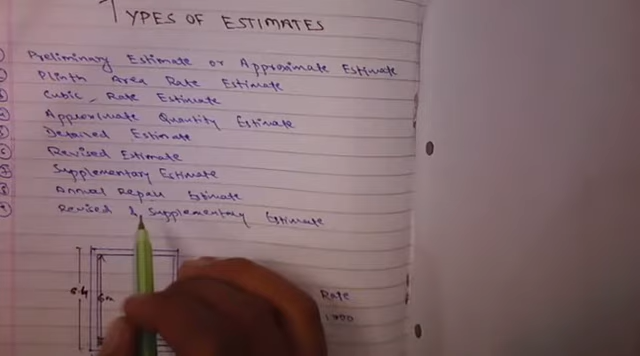 TYPES OF ESTIMATES
Preliminary Estimate or Approximate Estimate
Plinth Area Rate Estimate
Cubic Rate Estimate
Approximate Quantity Estimate
Detailed Estimate
Revised Estimate
Supplementary Estimate
Annual Repair Estimate
Revised & Supplementary Estimate
Rate